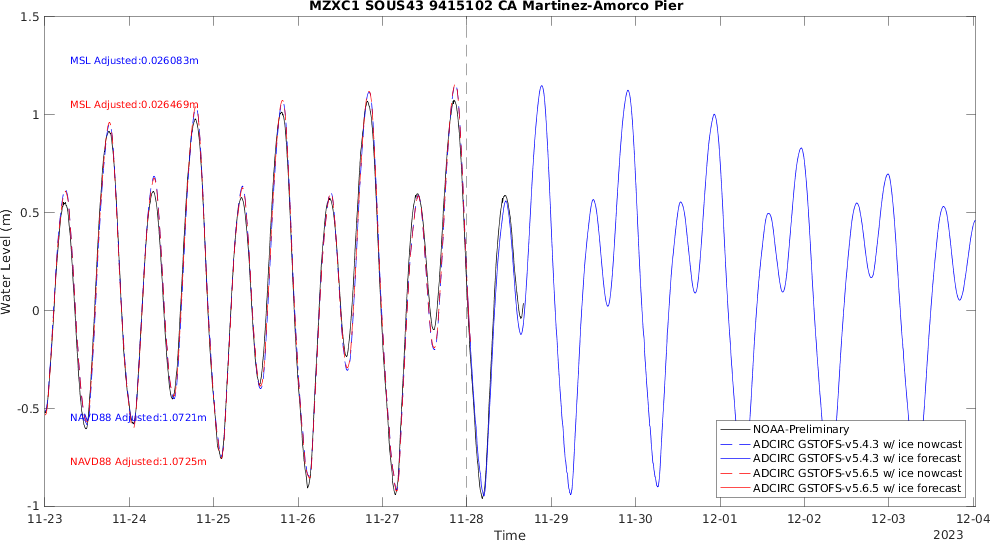 MZXC1 SOUS43 9415102 CA Martinez-Amorco Pier
1.5
1
0.5
0
-0.5
-1
Water Level (m)
MSL Adjusted:0.026083m
MSL Adjusted:0.026469m
NAVD88 Adjusted:1.0721m
NAVD88 Adjusted:1.0725m
NOAA-Preliminary
ADCIRC GSTOFS-v5.4.3 w/ ice nowcast
ADCIRC GSTOFS-v5.4.3 w/ ice forecast
ADCIRC GSTOFS-v5.6.5 w/ ice nowcast
ADCIRC GSTOFS-v5.6.5 w/ ice forecast
11-23 11-24 11-25 11-26 11-27 11-28 11-29 11-30 12-01 12-02 12-03 12-04
Time
2023